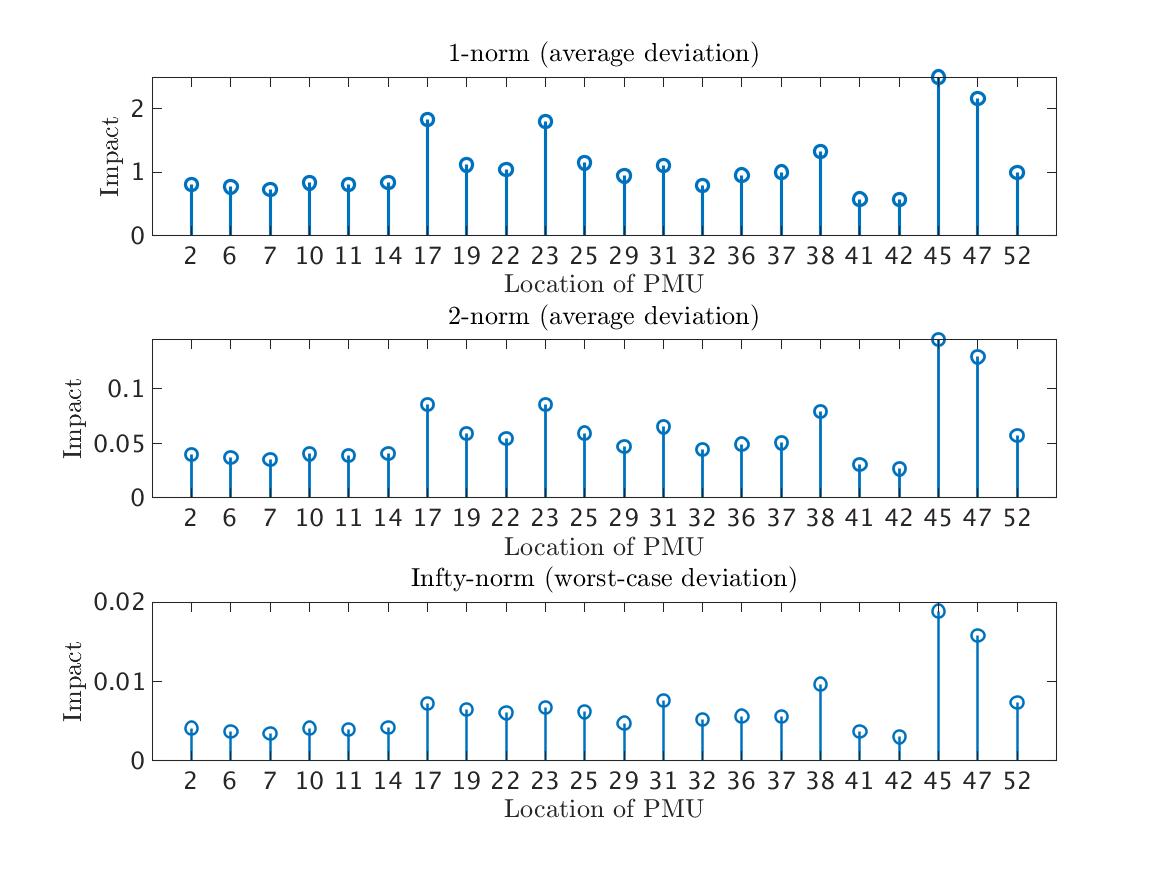 1-norm (average deviation)
Impact
2
1
0
2 6 7 10 11 14 17 19 22 23 25 29 31 32 36 37 38 41 42 45 47 52
Location of PMU
2-norm (average deviation)
Impact
0.1
0.05
0
2 6 7 10 11 14 17 19 22 23 25 29 31 32 36 37 38 41 42 45 47 52
Location of PMU
Infty-norm (worst-case deviation)
Impact
0.02
0.01
0
2 6 7 10 11 14 17 19 22 23 25 29 31 32 36 37 38 41 42 45 47 52
Location of PMU